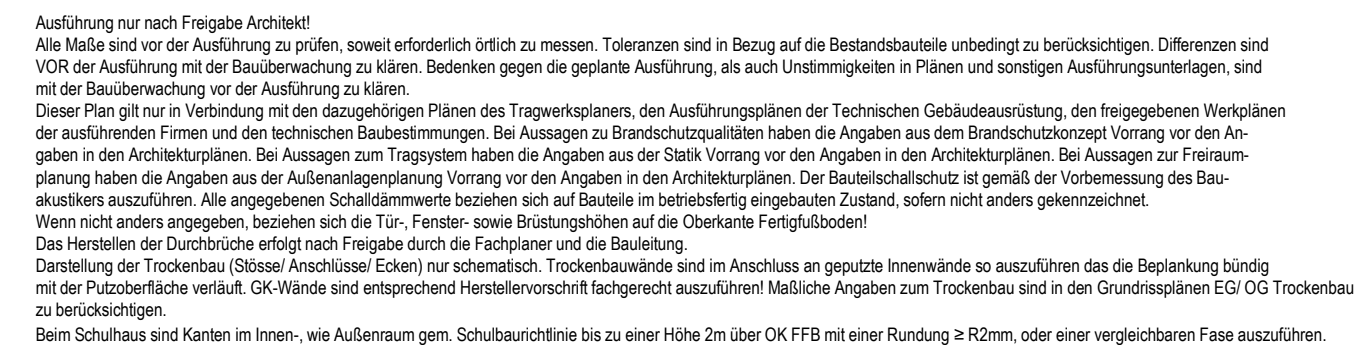 Ausführung nur nach Freigabe Architekt!
Alle Maße sind vor der Ausführung zu prüfen, soweit erforderlich örtlich zu messen. Toleranzen sind in Bezug auf die Bestandsbauteile unbedingt zu berücksichtigen. Differenzen sind
VOR der Ausführung mit der Bauüberwachung zu klären. Bedenken gegen die geplante Ausführung, als auch Unstimmigkeiten in Plänen und sonstigen Ausführungsunterlagen, sind
mit der Bauüberwachung vor der Ausführung zu klären.
Dieser Plan gilt nur in Verbindung mit den dazugehörigen Plänen des Tragwerksplaners, den Ausführungsplänen der Technischen Gebäudeausrüstung, den freigegebenen Werkplänen
der ausführenden Firmen und den technischen Baubestimmungen. Bei Aussagen zu Brandschutzqualitäten haben die Angaben aus dem Brandschutzkonzept Vorrang vor den An-
gaben in den Architekturplänen. Bei Aussagen zum Tragsystem haben die Angaben aus der Statik Vorrang vor den Angaben in den Architekturplänen. Bei Aussagen zur Freiraum-
planung haben die Angaben aus der Außenanlagenplanung Vorrang vor den Angaben in den Architekturplänen. Der Bauteilschallschutz ist gemäß der Vorbemessung des Bau-
akustikers auszuführen. Alle angegebenen Schalldämmwerte beziehen sich auf Bauteile im betriebsfertig eingebauten Zustand, sofern nicht anders gekennzeichnet.
Wenn nicht anders angegeben, beziehen sich die Tür-, Fenster- sowie Brüstungshöhen auf die Oberkante Fertigfußboden!
Das Herstellen der Durchbrüche erfolgt nach Freigabe durch die Fachplaner und die Bauleitung.
Darstellung der Trockenbau (Stösse/ Anschlüsse/ Ecken) nur schematisch. Trockenbauwände sind im Anschluss an geputzte Innenwände so auszuführen das die Beplankung bündig
mit der Putzoberfläche verläuft. GK-Wände sind entsprechend Herstellervorschrift fachgerecht auszuführen! Maßliche Angaben zum Trockenbau sind in den Grundrissplänen EG/ OG Trockenbau
zu berücksichtigen.
Beim Schulhaus sind Kanten im Innen-, wie Außenraum gem. Schulbaurichtlinie bis zu einer Höhe 2m über OK FFB mit einer Rundung ≥ R2mm, oder einer vergleichbaren Fase auszuführen.